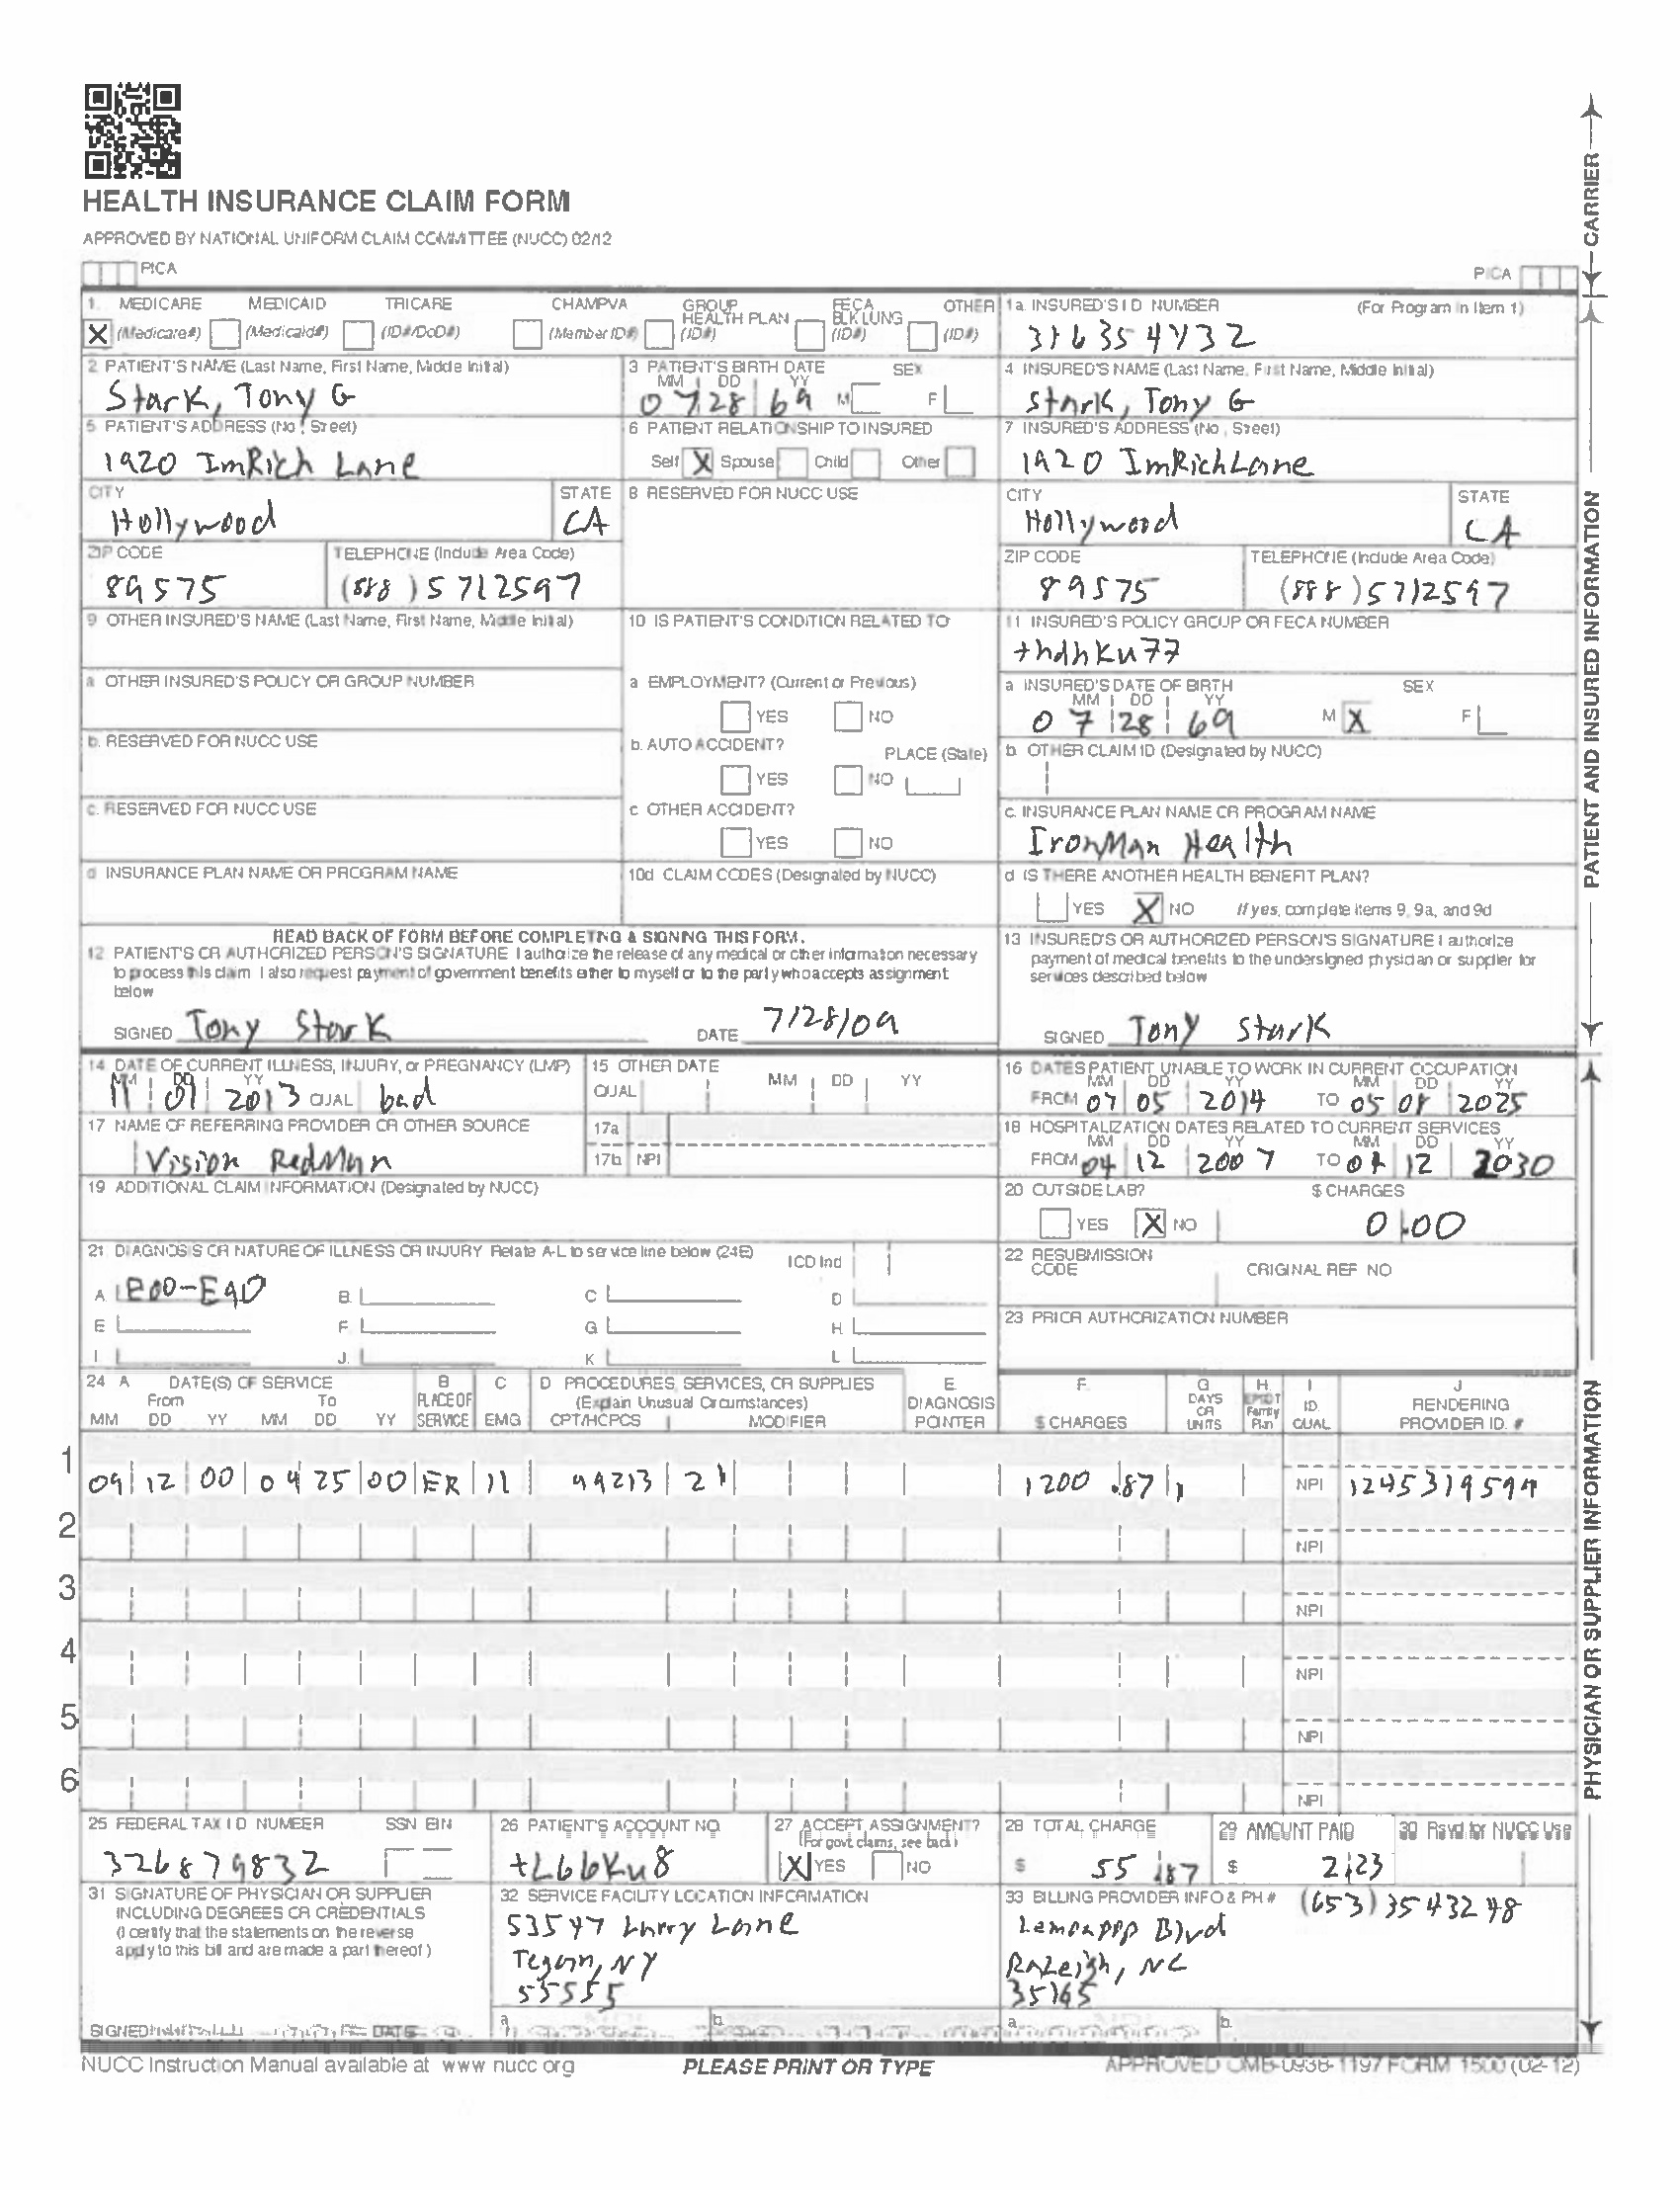 HEALTH INSURANCE CLAIM FORM
APPROVED BY NATIONAL UNIFORM CLAIM COMMITTEE (NUCC) 02/12
PICA
PICA
CARRIER
1. MEDICARE MEDICAID TRICARE CHAMPVA GROUP HEALTH PLAN FECA BLK LUNG OTHER
X (Medicare#) (Medicaid#) (ID#/DoD#) (Member ID#) (ID#) (ID#) (ID#)
1a INSURED'S I D NUMBER (For Program in Item 1)
316354432
2 PATIENT'S NAME (Last Name, First Name, Middle Initial)
Stark, Tony G
3 PATIENT'S BIRTH DATE SEX
MM DD YY
07 28 69 M F
4 INSURED'S NAME (Last Name, First Name, Middle Initial)
Stark, Tony G
5 PATIENT'S ADDRESS (No, Street)
1920 ImRich Lane
6 PATIENT RELATIONSHIP TO INSURED
Self X Spouse Child Other
7 INSURED'S ADDRESS (No, Street)
1920 ImRichLane
CITY STATE
Hollywood CA
8 RESERVED FOR NUCC USE
CITY STATE
Hollywood CA
ZIP CODE TELEPHONE (Include Area Code)
89575 (888)5712597
ZIP CODE TELEPHONE (Include Area Code)
89575 (888)5712597
9 OTHER INSURED'S NAME (Last Name, First Name, Middle Initial)
10 IS PATIENT'S CONDITION RELATED TO
11 INSURED'S POLICY GROUP OR FECA NUMBER
a OTHER INSURED'S POLICY OR GROUP NUMBER
a EMPLOYMENT? (Current or Previous)
YES NO
a INSURED'S DATE OF BIRTH SEX
MM DD YY
07 28 69 M X F
b. RESERVED FOR NUCC USE
b. AUTO ACCIDENT? PLACE (State)
YES NO
b OTHER CLAIM ID (Designated by NUCC)
c. RESERVED FOR NUCC USE
c OTHER ACCIDENT?
YES NO
c. INSURANCE PLAN NAME OR PROGRAM NAME
IronMan Health
d INSURANCE PLAN NAME OR PROGRAM NAME
10d CLAIM CODES (Designated by NUCC)
d IS THERE ANOTHER HEALTH BENEFIT PLAN?
YES X NO If yes, complete items 9, 9a, and 9d
PATIENT AND INSURED INFORMATION
READ BACK OF FORM BEFORE COMPLETING & SIGNING THIS FORM.
12 PATIENT'S OR AUTHORIZED PERSON'S SIGNATURE I authorize the release of any medical or other information necessary
to process this claim I also request payment of government benefits either to myself or to the party who accepts assignment
below
SIGNED Tony Stark DATE 7/28/09
13 INSURED'S OR AUTHORIZED PERSON'S SIGNATURE I authorize
payment of medical benefits to the undersigned physician or supplier for
services described below
SIGNED Tony Stark
14 DATE OF CURRENT ILLNESS, INJURY, or PREGNANCY (LMP)
MM DD YY
11 01 2013 QUAL bad
15 OTHER DATE
QUAL MM DD YY
16 DATES PATIENT UNABLE TO WORK IN CURRENT OCCUPATION
MM DD YY MM DD YY
FROM 07 05 2014 TO 05 08 2025
17 NAME OF REFERRING PROVIDER OR OTHER SOURCE
Vision RedMan
17a
17b NPI
18 HOSPITALIZATION DATES RELATED TO CURRENT SERVICES
MM DD YY MM DD YY
FROM 04 12 2007 TO 12 2030
19 ADDITIONAL CLAIM INFORMATION (Designated by NUCC)
20 OUTSIDE LAB? $ CHARGES
YES X NO 0 .00
21 DIAGNOSIS OR NATURE OF ILLNESS OR INJURY Relate A-L to service line below (24E) ICD Ind
A E00-E90 B. C D
E F. G H.
I J. K L
22 RESUBMISSION
CODE ORIGINAL REF NO
23 PRIOR AUTHORIZATION NUMBER
24 A DATE(S) OF SERVICE B C D PROCEDURES, SERVICES, OR SUPPLIES E F. G H I J
From To PLACE OF (Explain Unusual Circumstances) DIAGNOSIS DAYS OR UNITS EPSDT Family Plan ID. QUAL RENDERING
MM DD YY MM DD YY SERVICE EMG CPT/HCPCS MODIFIER POINTER $ CHARGES PROVIDER ID. #
1 09 12 00 04 25 00 ER 11 99213 21 1200 .87 1 NPI
2 NPI
3 NPI
4 NPI
5 NPI
6 NPI
25 FEDERAL TAX I D NUMBER SSN EIN
326879832
26 PATIENT'S ACCOUNT NO.
27 ACCEPT ASSIGNMENT?
(For govt claims, see back)
X YES NO
28 TOTAL CHARGE
$ 55 .87
29 AMOUNT PAID
$ 2.23
30 Rsvd for NUCC Use
31 SIGNATURE OF PHYSICIAN OR SUPPLIER
INCLUDING DEGREES OR CREDENTIALS
(I certify that the statements on the reverse
apply to this bill and are made a part thereof)
SIGNED DATE
32 SERVICE FACILITY LOCATION INFORMATION
53547 Larry Lane
NY
55555
a. b.
33 BILLING PROVIDER INFO & PH # (653)3543248
Blvd
Raleigh, NC
35165
a. b.
PHYSICIAN OR SUPPLIER INFORMATION
NUCC Instruction Manual available at www nucc org
PLEASE PRINT OR TYPE
APPROVED OMB-0938-1197 FORM 1500 (02-12)